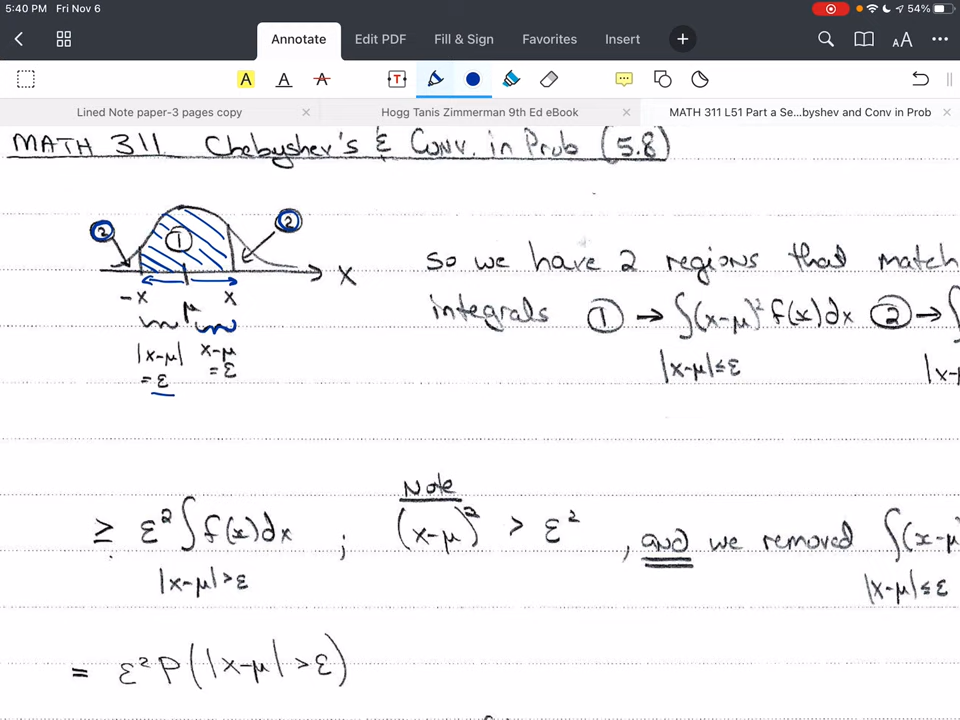 5:40 PM Fri Nov 6 54%
Annotate Edit PDF Fill & Sign Favorites Insert
Lined Note paper-3 pages copy Hogg Tanis Zimmerman 9th Ed eBook MATH 311 L51 Part a Se...byshev and Conv in Prob
MATH 311 Chebyshev's & Conv. in Prob (5.8)
② ① ②
x
-x μ x
|x-μ| = ε
x-μ = ε
so we have 2 regions that match
integrals ① → ∫(x-μ)² f(x)dx ② → ∫
|x-μ|≤ε |x-μ
Note
≥ ε² ∫ f(x)dx ; (x-μ)² > ε² , and we removed ∫(x-μ)
|x-μ|>ε |x-μ|≤ε
= ε² P(|x-μ| > ε)